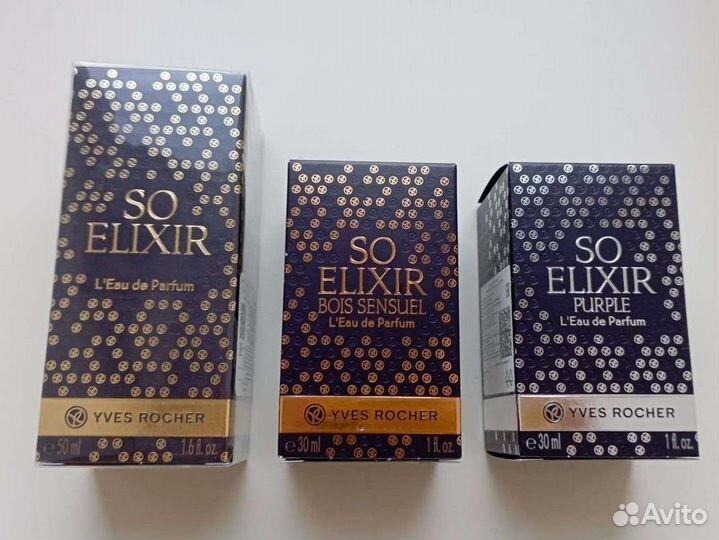 SO
ELIXIR
L'Eau de Parfum
YVES ROCHER
e 50 ml 1.6 fl. oz.
SO
ELIXIR
BOIS SENSUEL
L'Eau de Parfum
YVES ROCHER
e 30 ml 1 fl. oz.
SO
ELIXIR
PURPLE
L'Eau de Parfum
YVES ROCHER
e 30 ml 1 fl. oz.
Avito